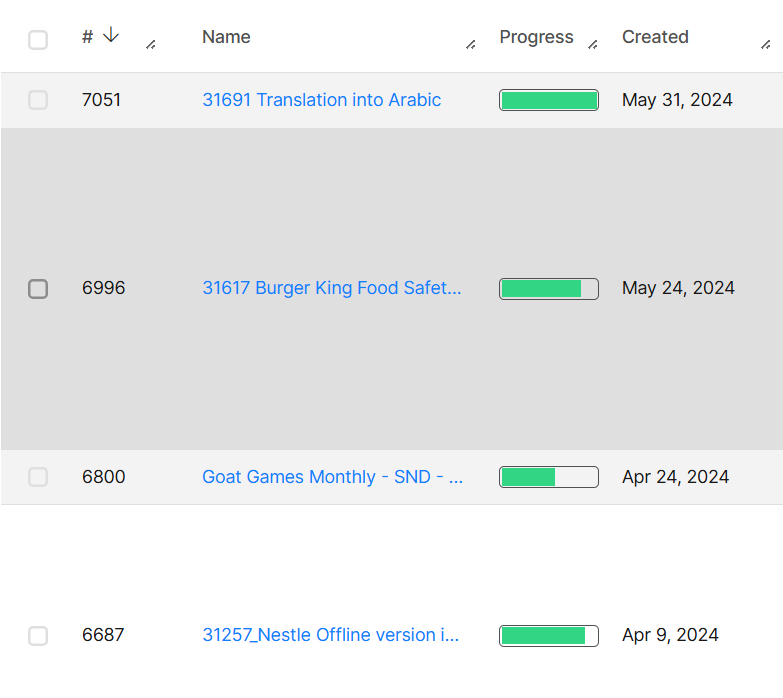 # ↓ Name Progress Created
7051 31691 Translation into Arabic May 31, 2024
6996 31617 Burger King Food Safet... May 24, 2024
6800 Goat Games Monthly - SND - ... Apr 24, 2024
6687 31257_Nestle Offline version i... Apr 9, 2024